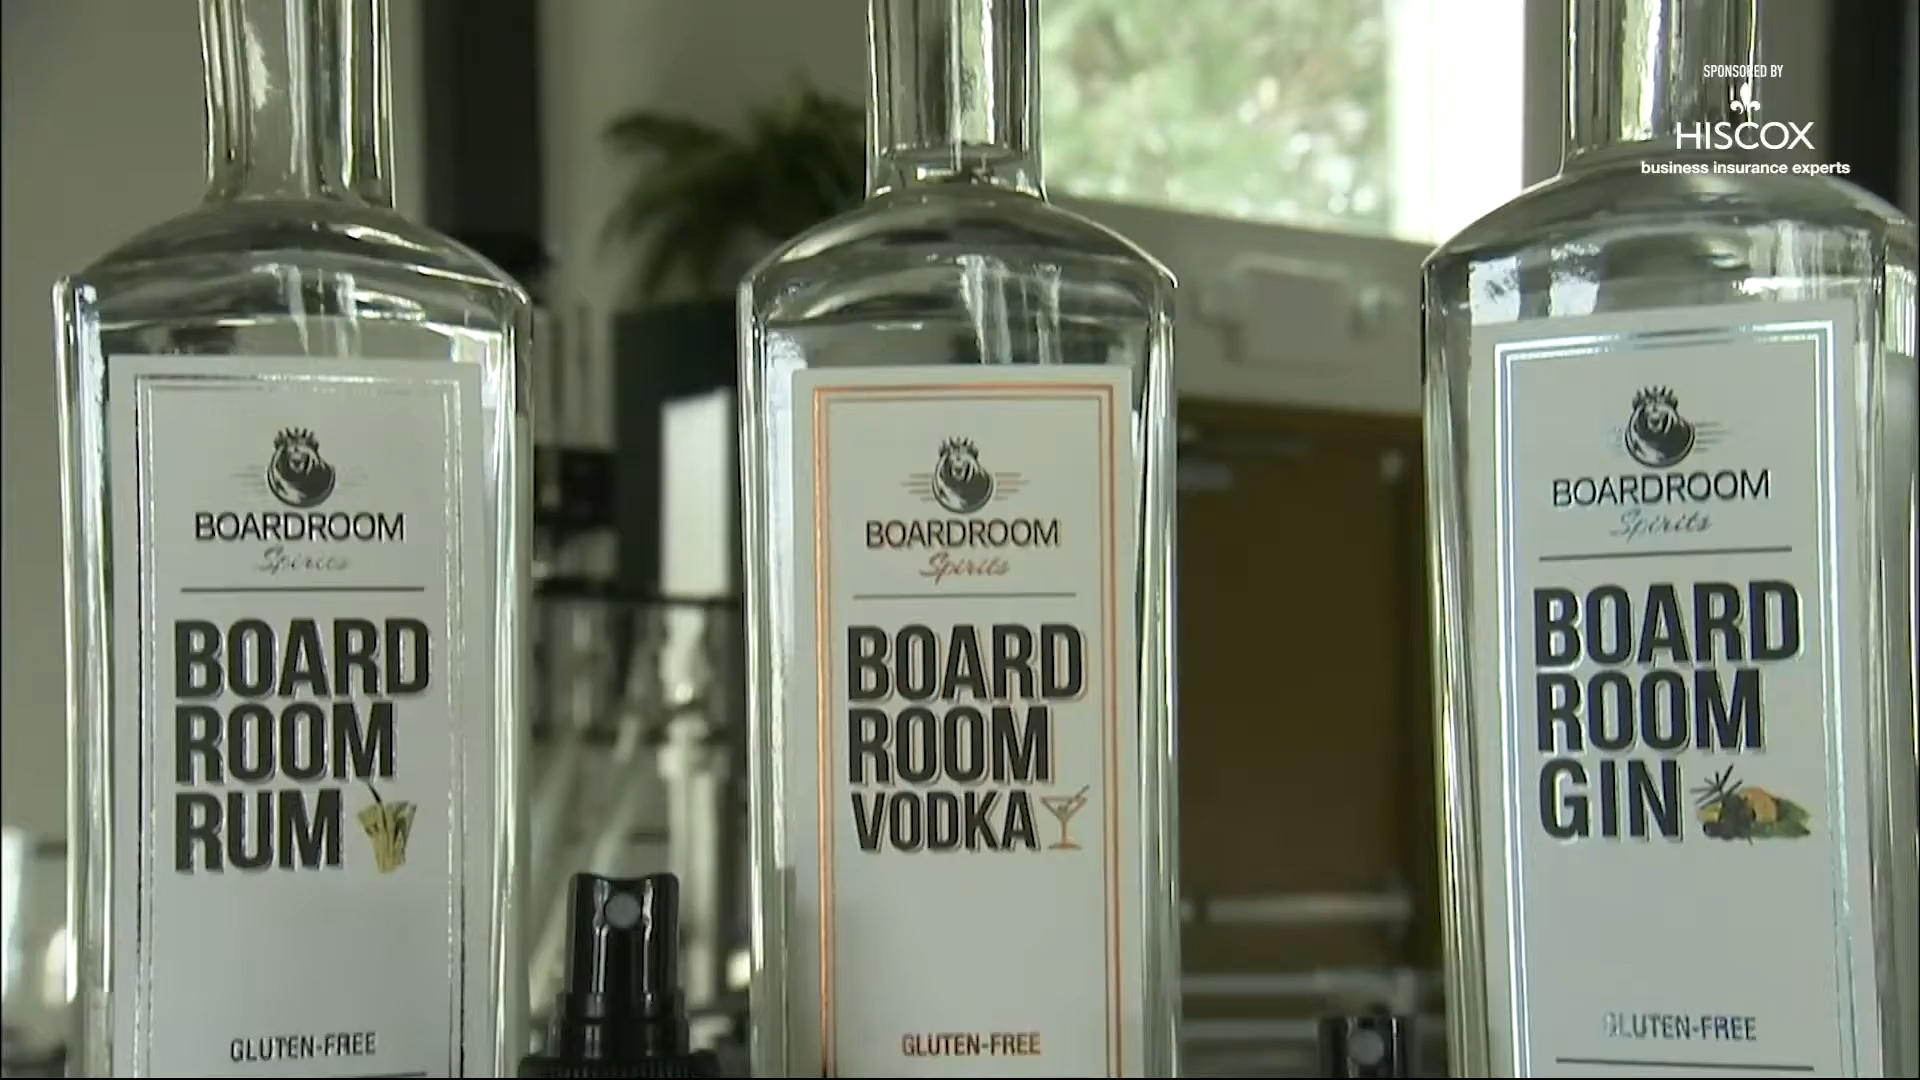 SPONSORED BY
HISCOX
business insurance experts
BOARDROOM
Spirits
BOARD
ROOM
RUM
GLUTEN-FREE
BOARDROOM
Spirits
BOARD
ROOM
VODKA
GLUTEN-FREE
BOARDROOM
Spirits
BOARD
ROOM
GIN
GLUTEN-FREE